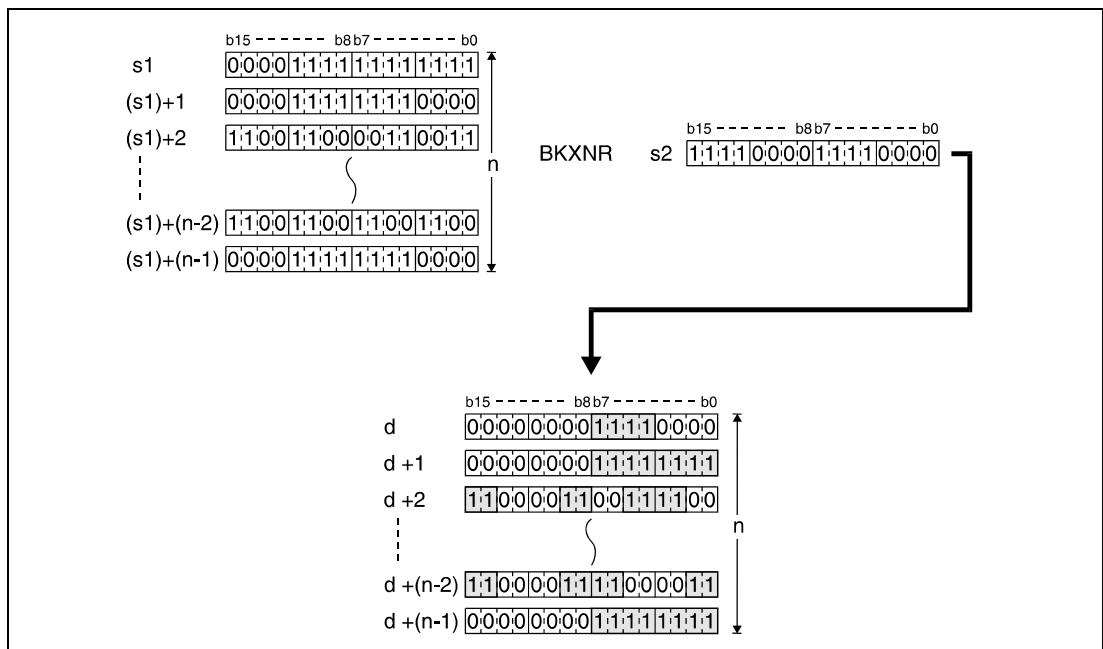 b15 b8 b7 b0
s1 0000111111111111
(s1)+1 0000111111110000
(s1)+2 1100110000110011
n
BKXNR s2
b15 b8 b7 b0
1111000011110000
(s1)+(n-2) 1100110011001100
(s1)+(n-1) 0000111111110000
b15 b8 b7 b0
d 0000000011110000
d +1 0000000011111111
d +2 1100001100111100
n
d +(n-2) 1100001111000011
d +(n-1) 0000000011111111